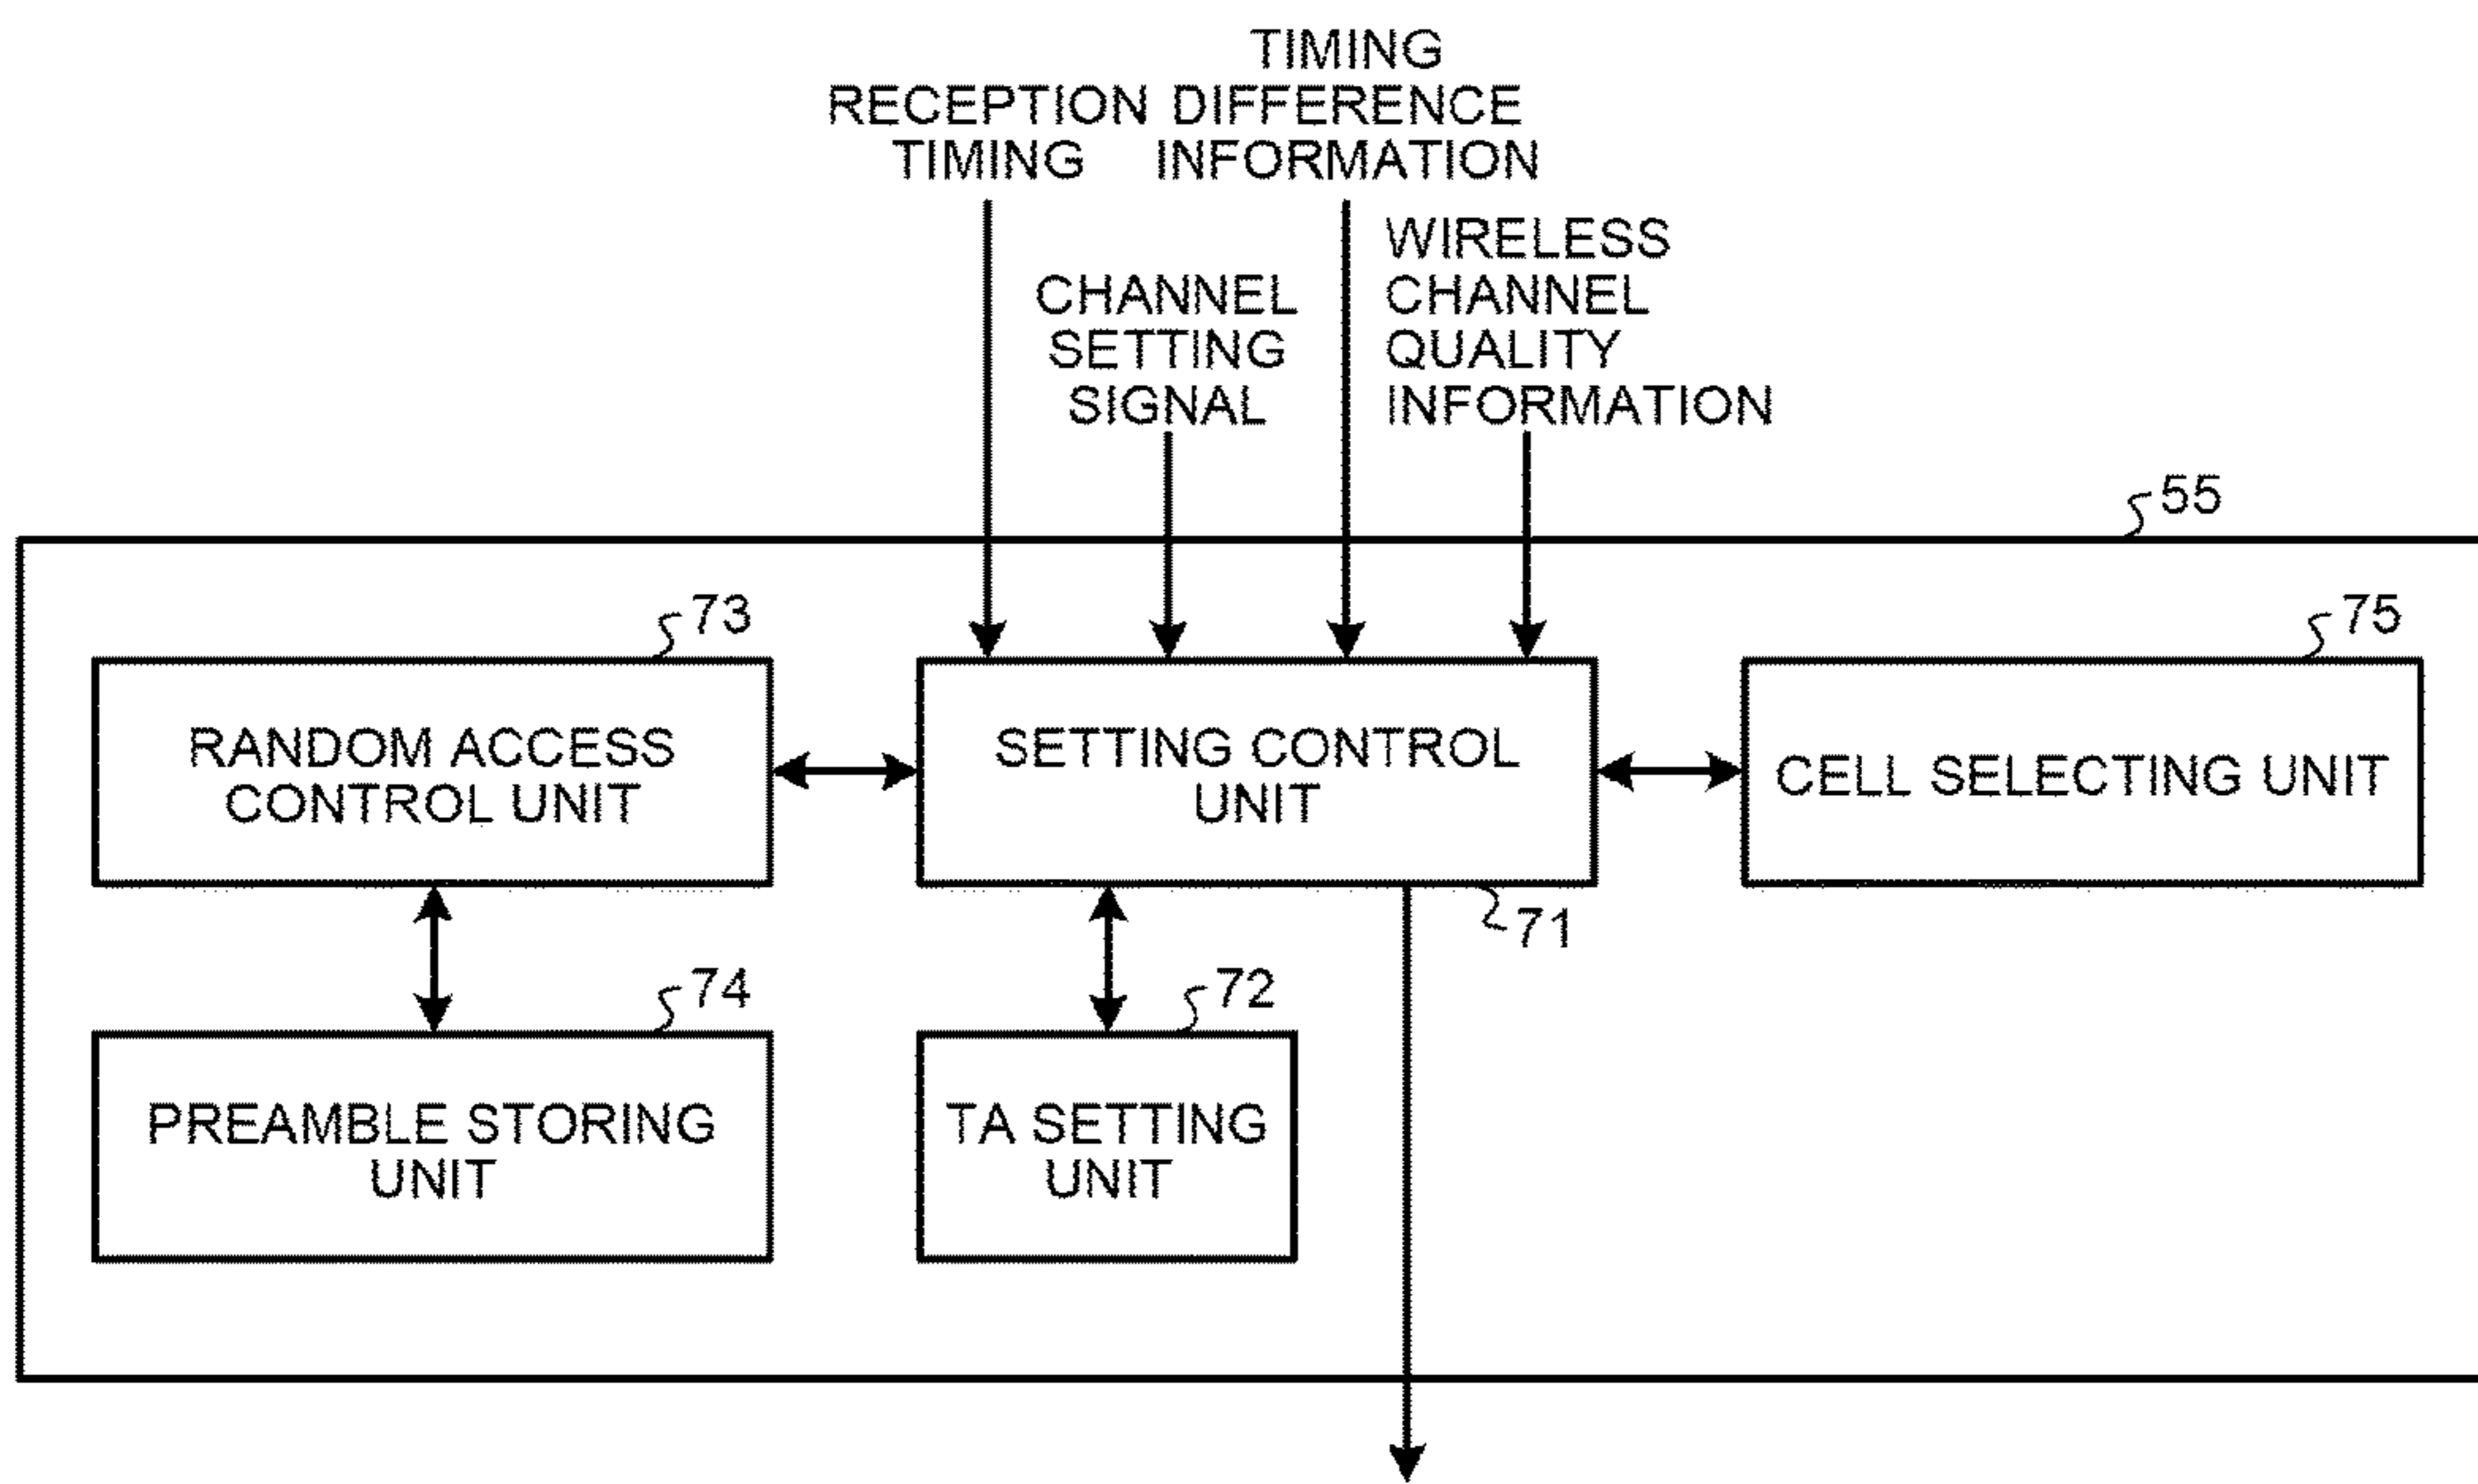 RECEPTION
TIMING
TIMING
DIFFERENCE
INFORMATION
CHANNEL
SETTING
SIGNAL
WIRELESS
CHANNEL
QUALITY
INFORMATION
55
73
RANDOM ACCESS
CONTROL UNIT
SETTING CONTROL
UNIT
71
75
CELL SELECTING UNIT
74
PREAMBLE STORING
UNIT
72
TA SETTING
UNIT